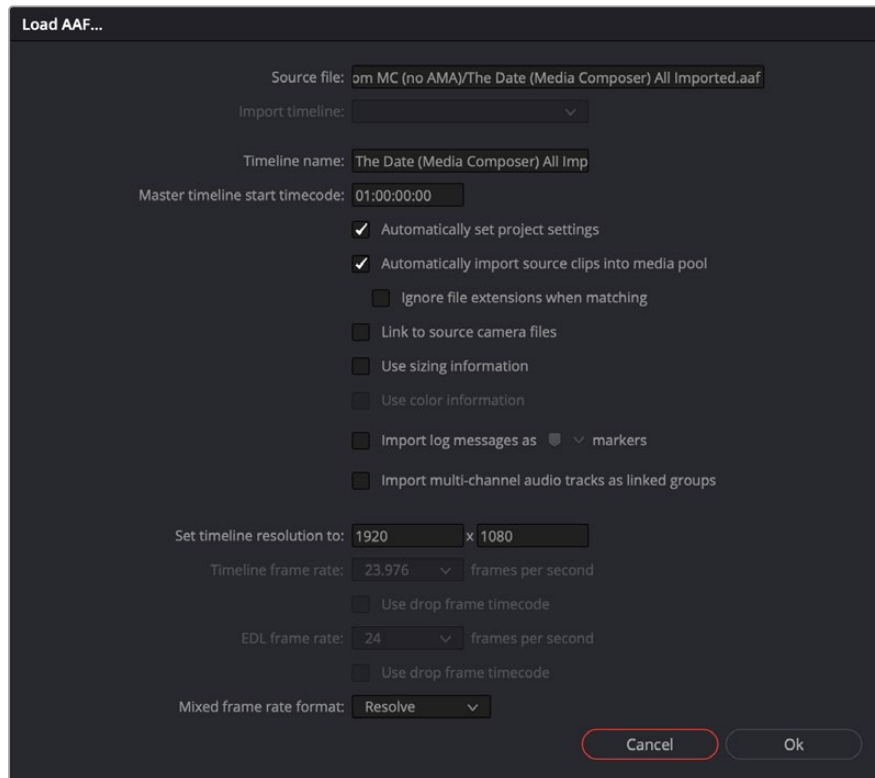 Load AAF...
Source file: om MC (no AMA)/The Date (Media Composer) All Imported.aaf
Import timeline:
Timeline name: The Date (Media Composer) All Imp
Master timeline start timecode: 01:00:00:00
Automatically set project settings
Automatically import source clips into media pool
Ignore file extensions when matching
Link to source camera files
Use sizing information
Use color information
Import log messages as markers
Import multi-channel audio tracks as linked groups
Set timeline resolution to: 1920 x 1080
Timeline frame rate: 23.976 frames per second
Use drop frame timecode
EDL frame rate: 24 frames per second
Use drop frame timecode
Mixed frame rate format: Resolve
Cancel Ok